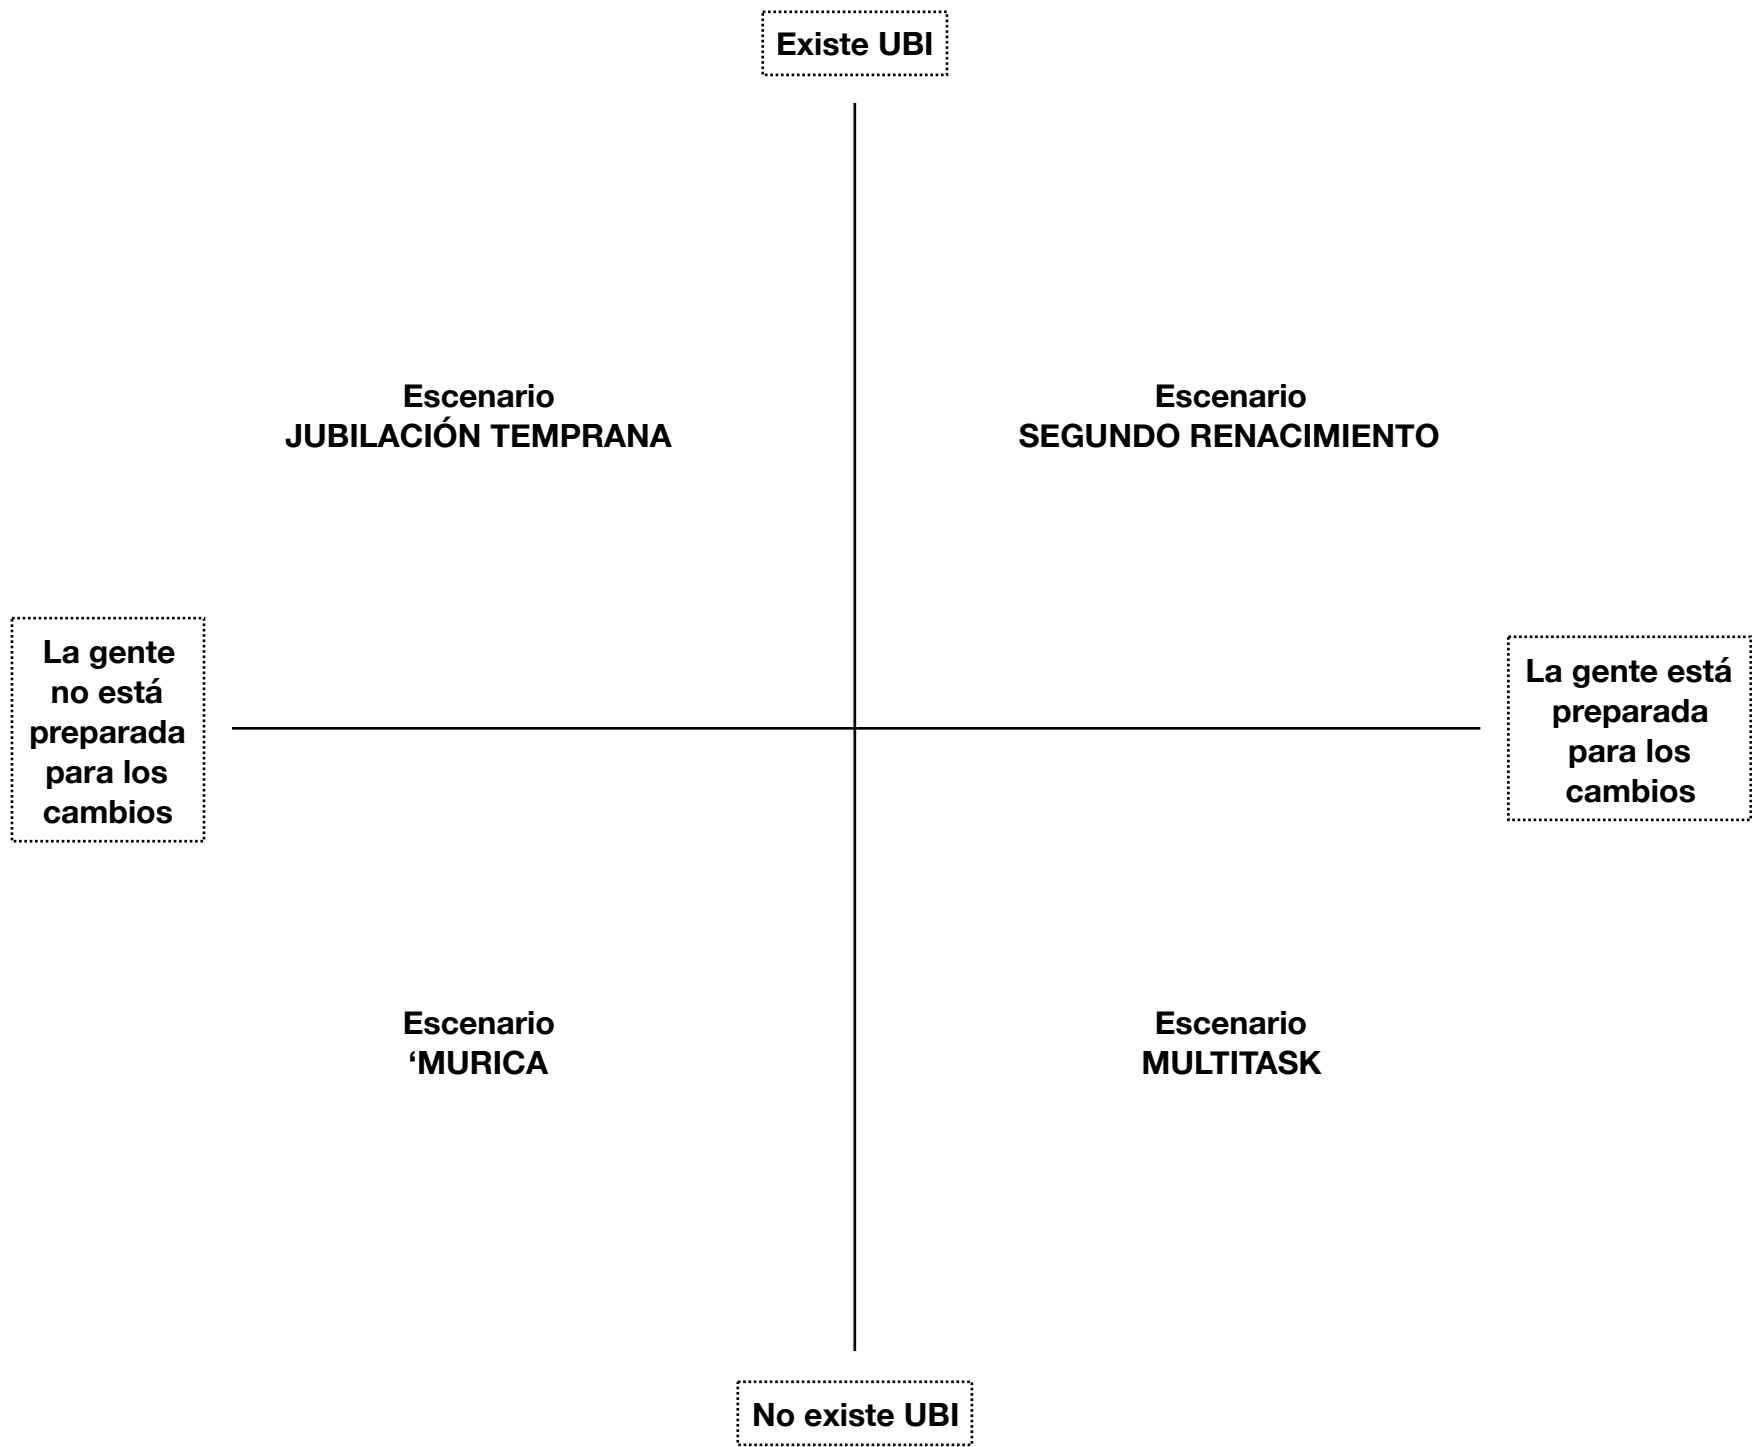 Existe UBI
Escenario
JUBILACIÓN TEMPRANA
Escenario
SEGUNDO RENACIMIENTO
La gente
no está
preparada
para los
cambios
La gente está
preparada
para los
cambios
Escenario
‘MURICA
Escenario
MULTITASK
No existe UBI